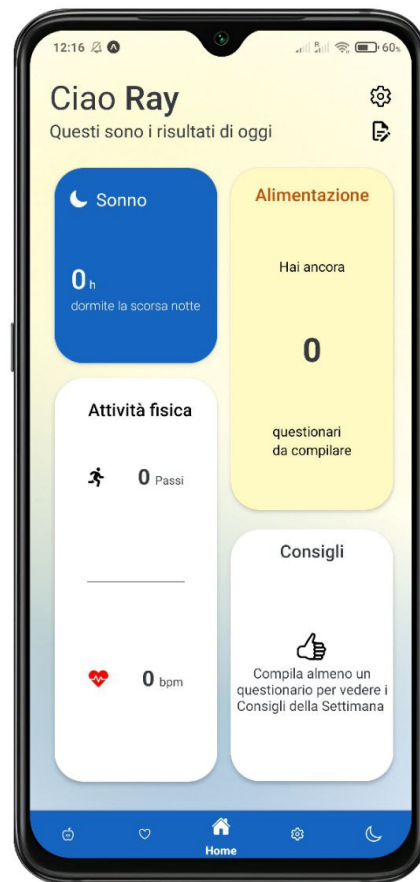 12:16
R
60%
Ciao Ray
Questi sono i risultati di oggi
Sonno
0 h
dormite la scorsa notte
Alimentazione
Hai ancora
0
questionari
da compilare
Attività fisica
0 Passi
0 bpm
Consigli
Compila almeno un
questionario per vedere i
Consigli della Settimana
Home